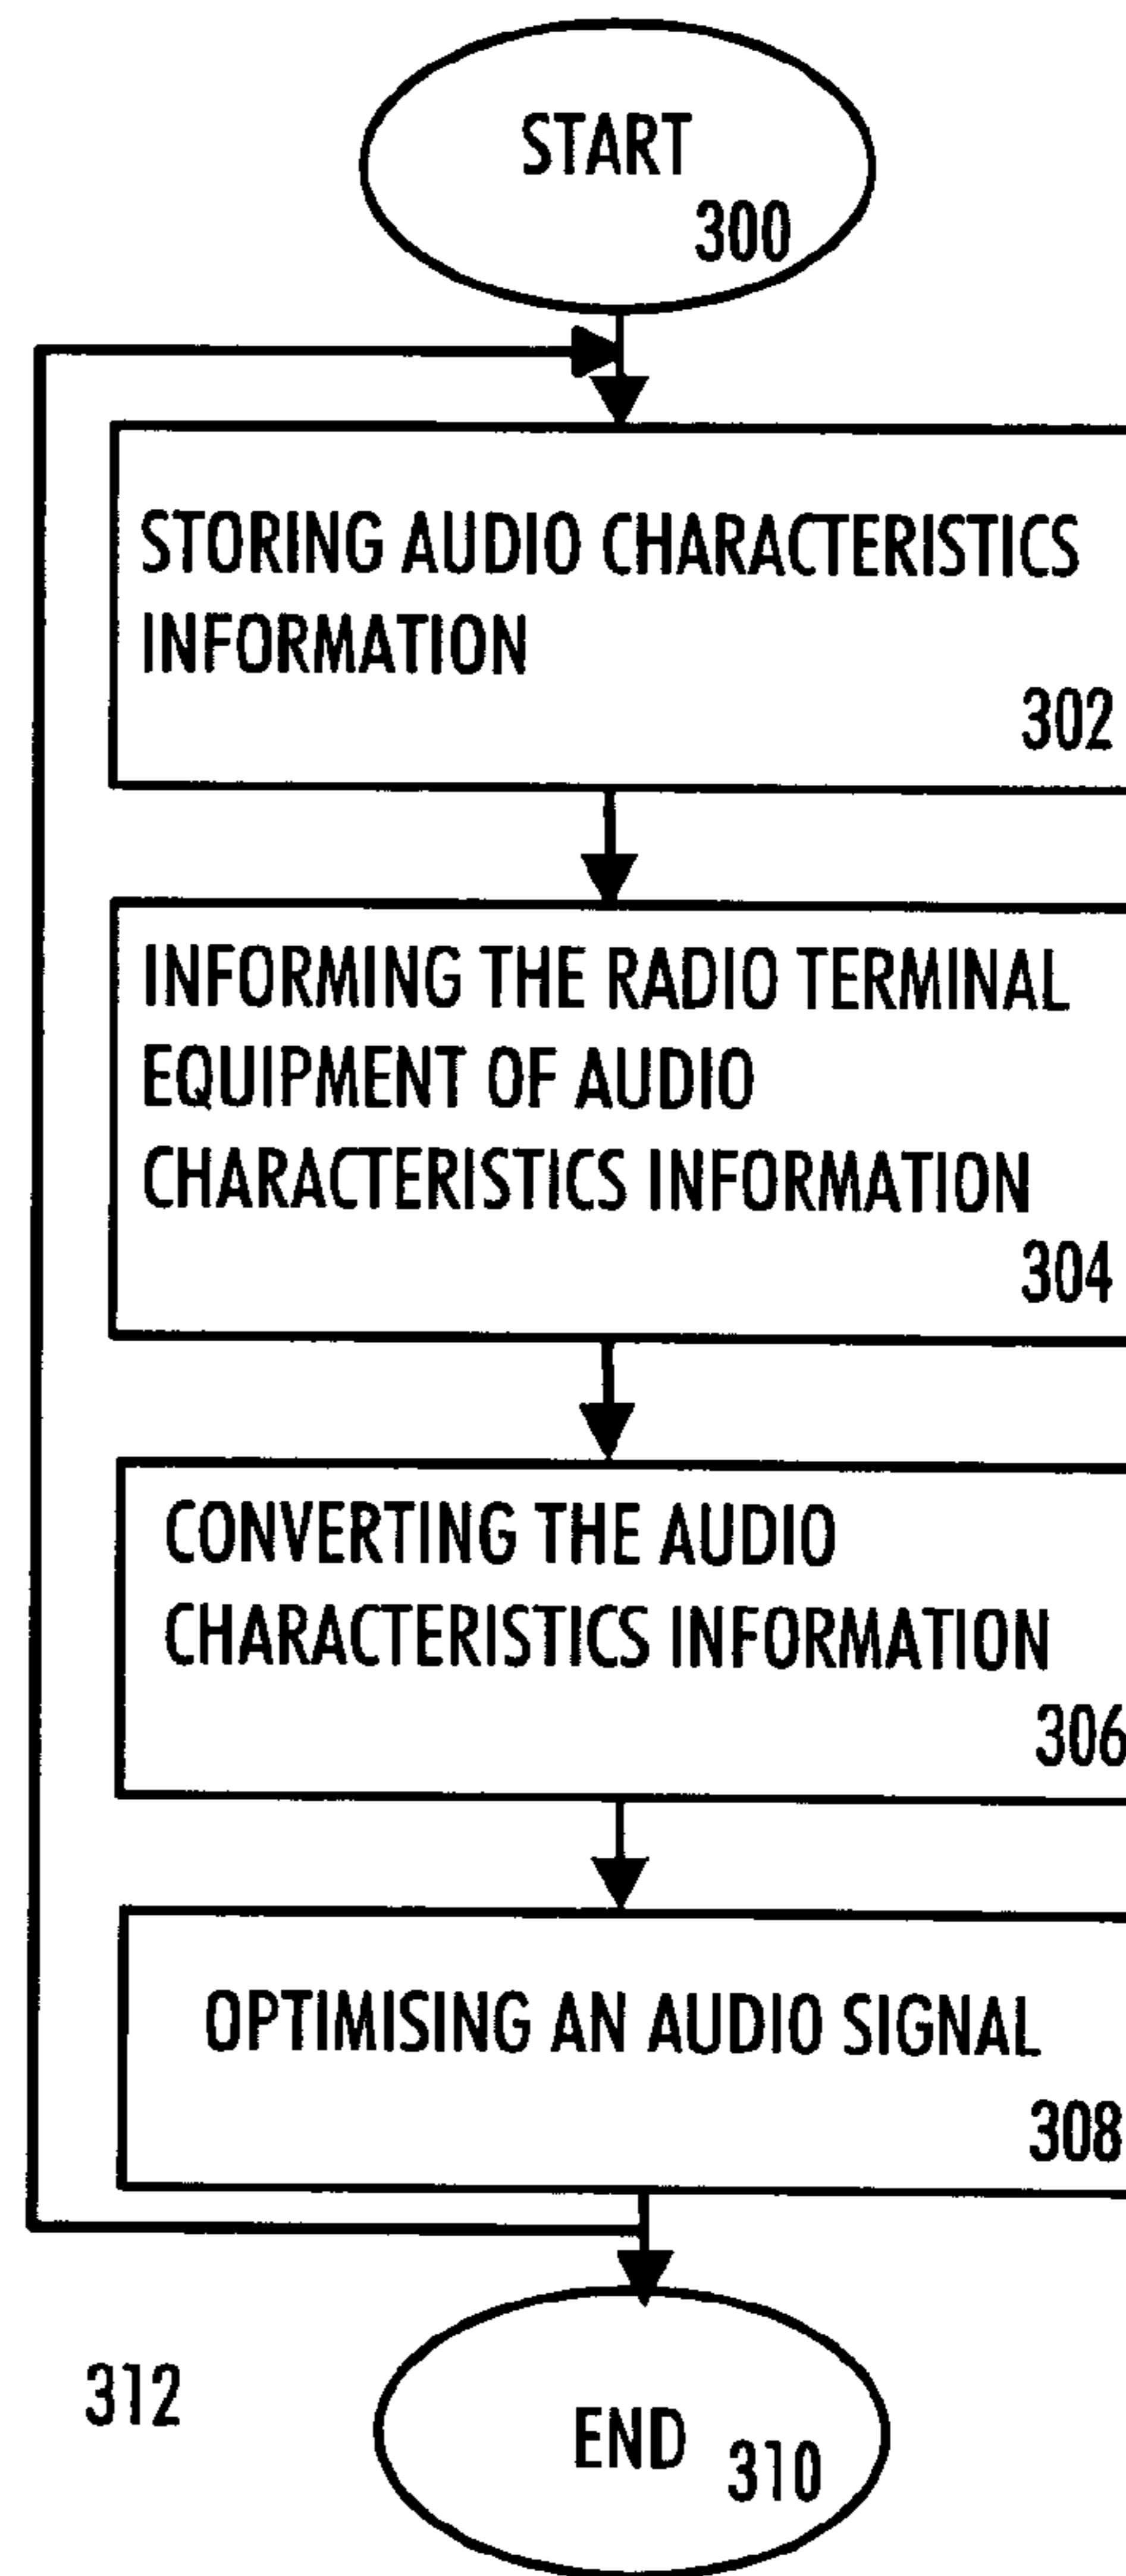 START
300
STORING AUDIO CHARACTERISTICS
INFORMATION
302
INFORMING THE RADIO TERMINAL
EQUIPMENT OF AUDIO
CHARACTERISTICS INFORMATION
304
CONVERTING THE AUDIO
CHARACTERISTICS INFORMATION
306
OPTIMISING AN AUDIO SIGNAL
308
312
END 310